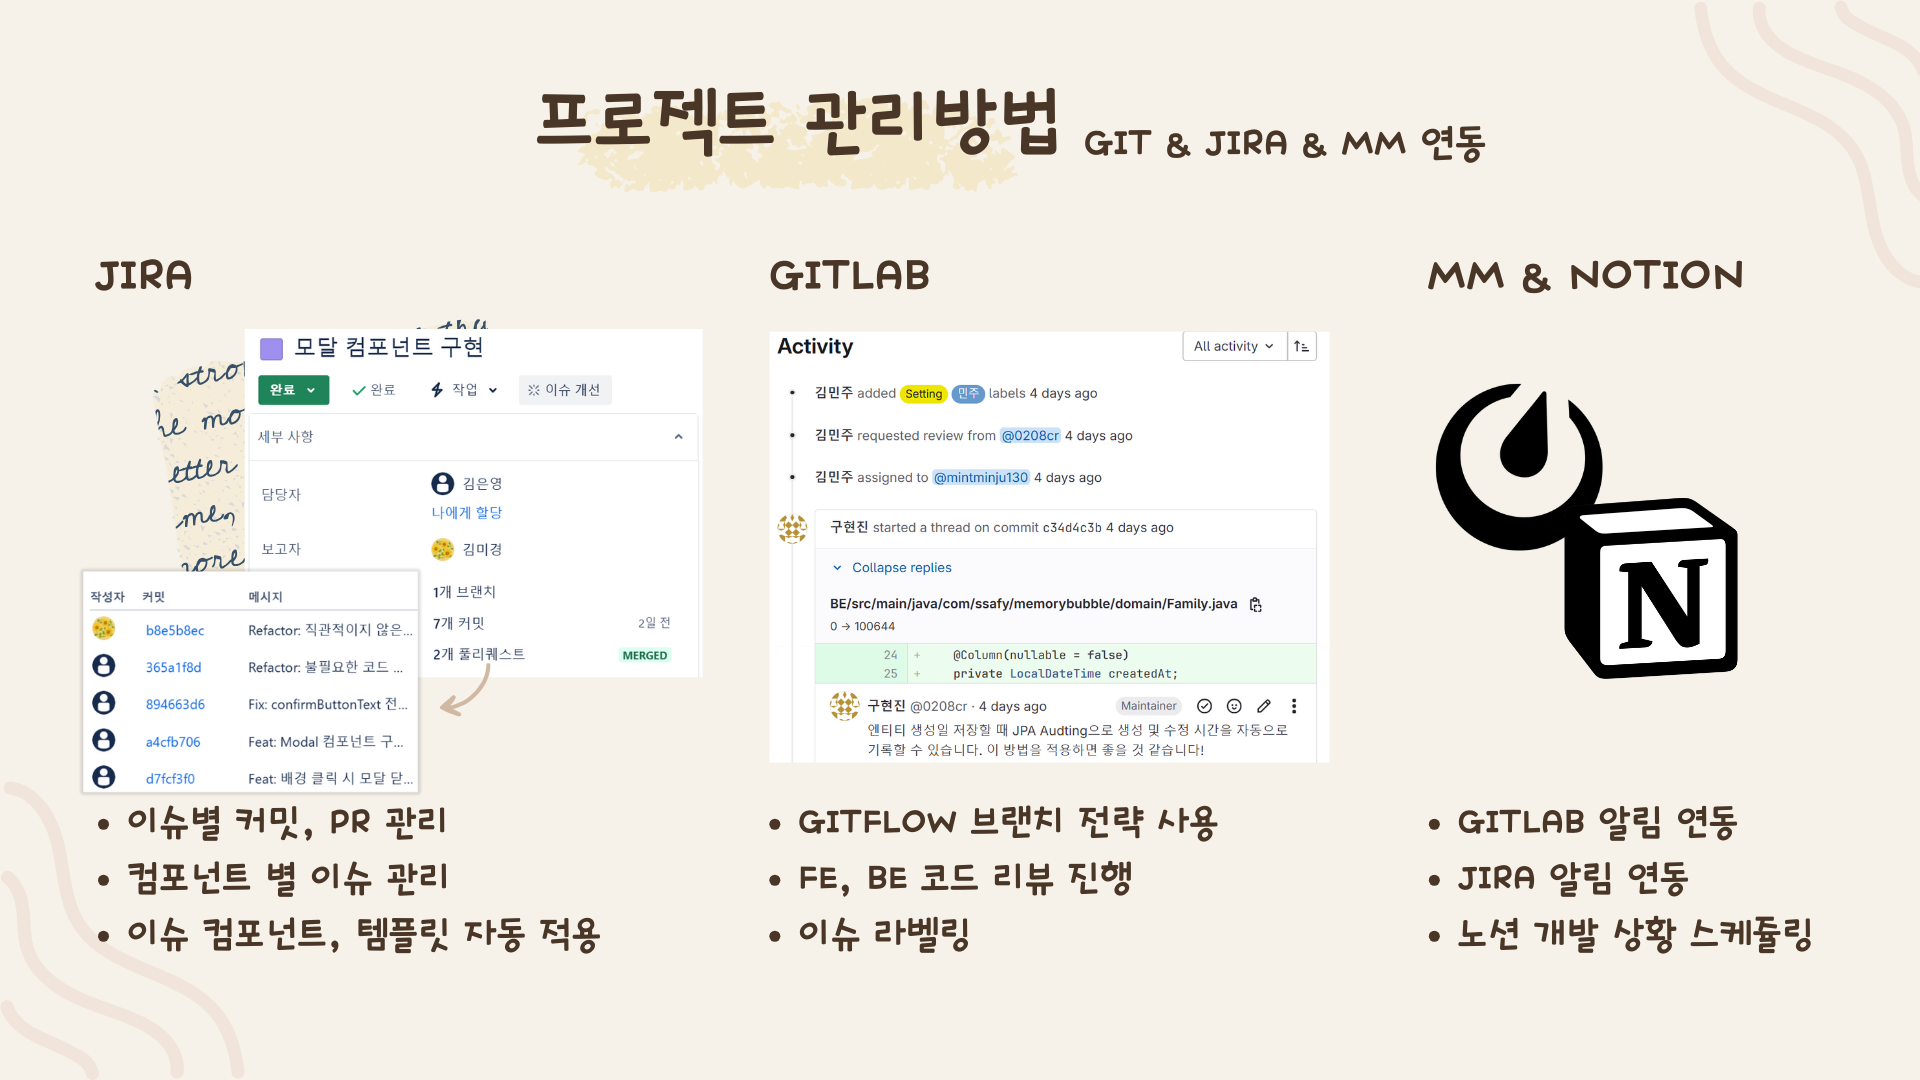 프로젝트 관리방법 GIT & JIRA & MM 연동
JIRA
모달 컴포넌트 구현
완료
완료
작업
이슈 개선
세부 사항
담당자
김은영
나에게 할당
보고자
김미경
1개 브랜치
7개 커밋
2일 전
2개 풀리퀘스트
MERGED
stro
he mo
etter
me,
more
작성자 커밋 메시지
b8e5b8ec Refactor: 직관적이지 않은...
365a1f8d Refactor: 불필요한 코드 ...
894663d6 Fix: confirmButtonText 전...
a4cfb706 Feat: Modal 컴포넌트 구...
d7fcf3f0 Feat: 배경 클릭 시 모달 닫...
• 이슈별 커밋, PR 관리
• 컴포넌트 별 이슈 관리
• 이슈 컴포넌트, 템플릿 자동 적용
GITLAB
Activity
All activity
김민주 added Setting 민주 labels 4 days ago
김민주 requested review from @0208cr 4 days ago
김민주 assigned to @mintminju130 4 days ago
구현진 started a thread on commit c34d4c3b 4 days ago
Collapse replies
BE/src/main/java/com/ssafy/memorybubble/domain/Family.java
0 → 100644
24 + @Column(nullable = false)
25 + private LocalDateTime createdAt;
구현진 @0208cr · 4 days ago
Maintainer
엔티티 생성일 저장할 때 JPA Audting으로 생성 및 수정 시간을 자동으로
기록할 수 있습니다. 이 방법을 적용하면 좋을 것 같습니다!
• GITFLOW 브랜치 전략 사용
• FE, BE 코드 리뷰 진행
• 이슈 라벨링
MM & NOTION
N
• GITLAB 알림 연동
• JIRA 알림 연동
• 노션 개발 상황 스케쥴링